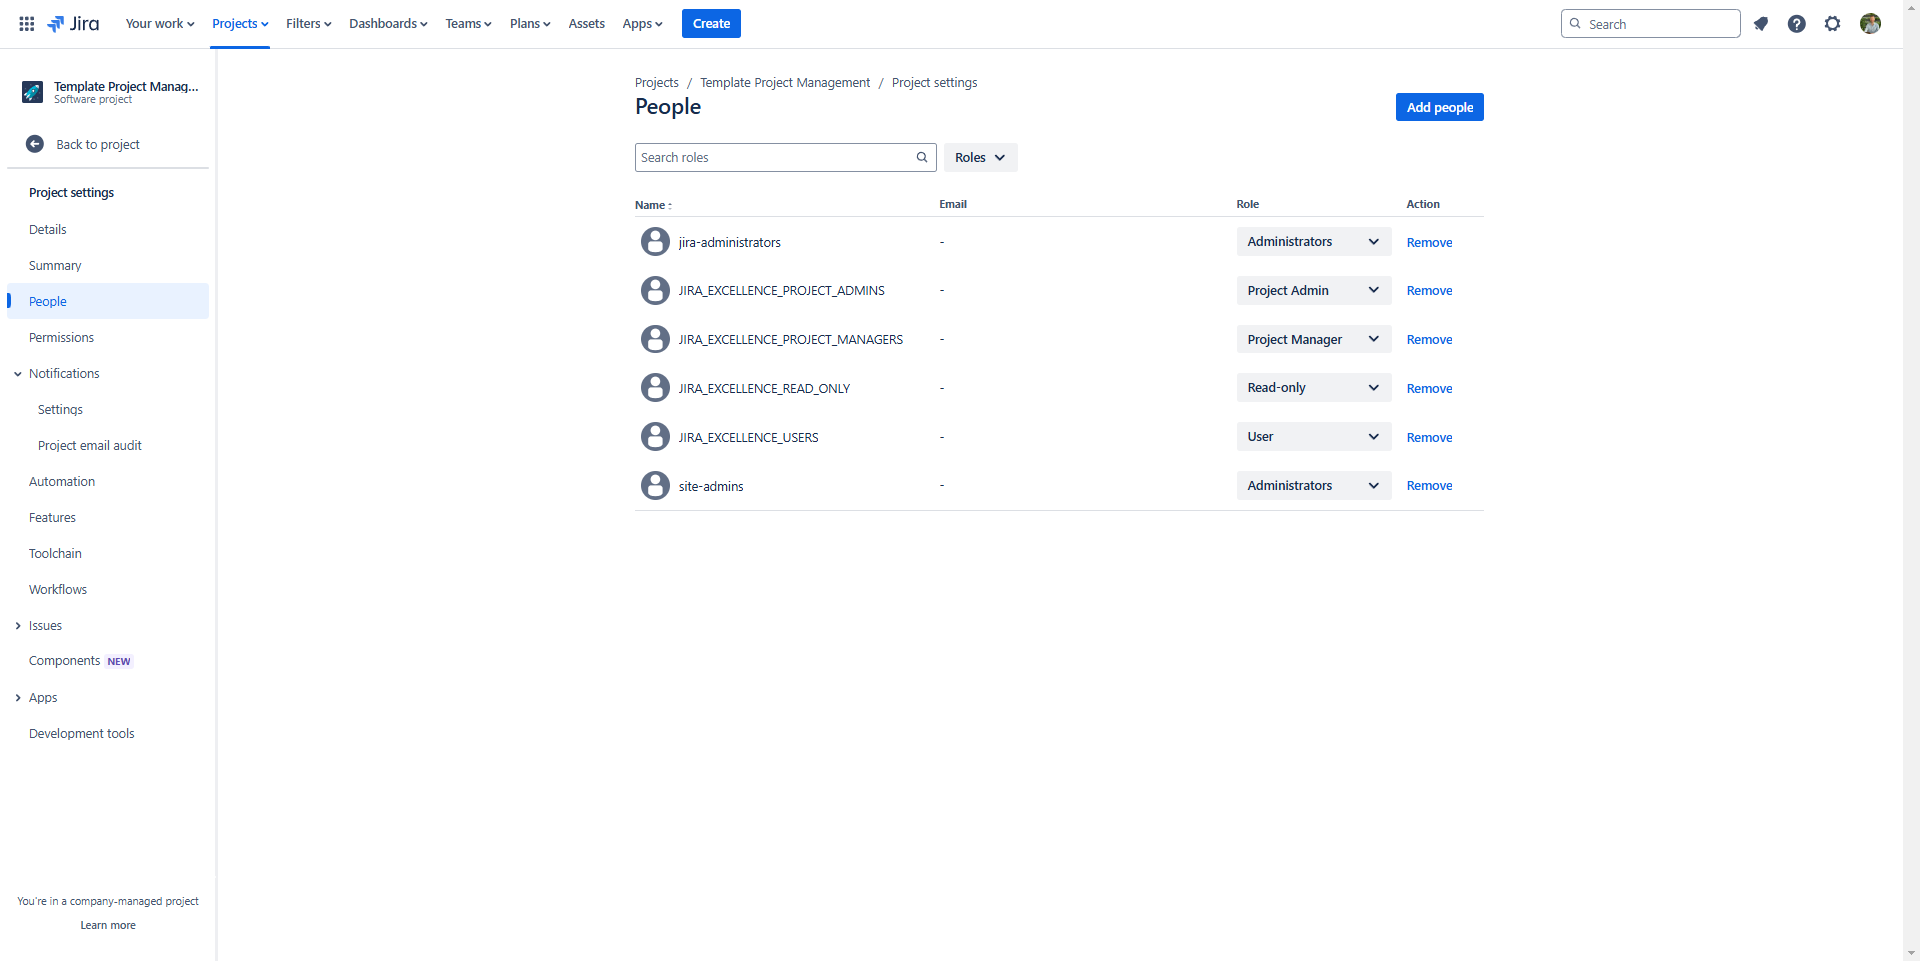 Jira
Your work
Projects
Filters
Dashboards
Teams
Plans
Assets
Apps
Create
Search
Template Project Manag...
Software project
Back to project
Project settings
Details
Summary
People
Permissions
Notifications
Settings
Project email audit
Automation
Features
Toolchain
Workflows
Issues
Components NEW
Apps
Development tools
You're in a company-managed project
Learn more
Projects / Template Project Management / Project settings
People
Add people
Search roles
Roles
Name Email Role Action
jira-administrators - Administrators Remove
JIRA_EXCELLENCE_PROJECT_ADMINS - Project Admin Remove
JIRA_EXCELLENCE_PROJECT_MANAGERS - Project Manager Remove
JIRA_EXCELLENCE_READ_ONLY - Read-only Remove
JIRA_EXCELLENCE_USERS - User Remove
site-admins - Administrators Remove